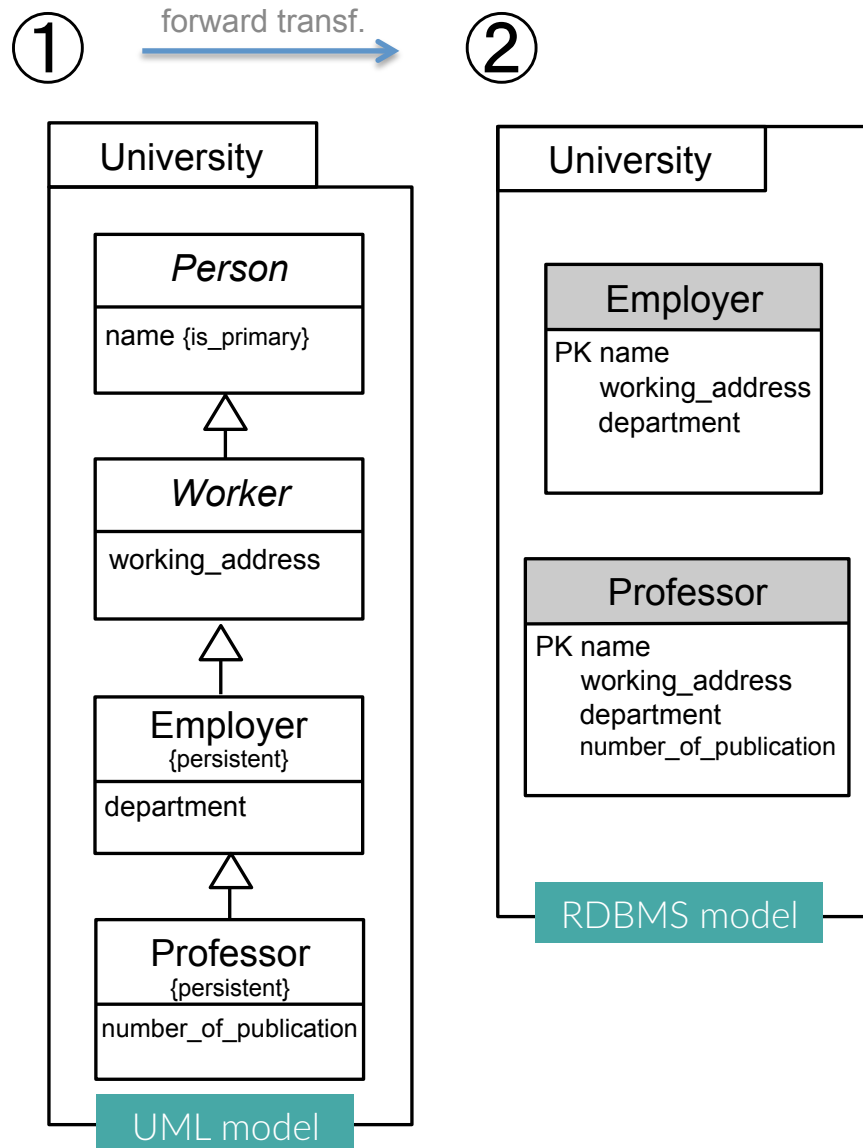 ①
forward transf.
②
University
Person
name {is_primary}
Worker
working_address
Employer
{persistent}
department
Professor
{persistent}
number_of_publication
UML model
University
Employer
PK name
working_address
department
Professor
PK name
working_address
department
number_of_publication
RDBMS model